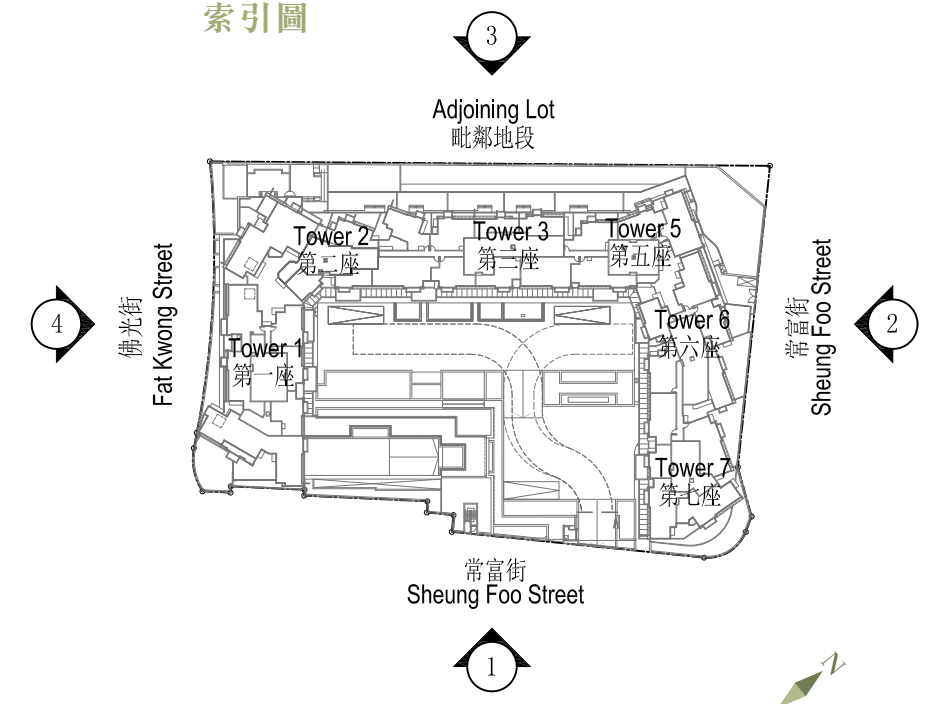 索引圖
3
Adjoining Lot
毗鄰地段
Tower 2
第二座
Tower 3
第三座
Tower 5
第五座
Fat Kwong Street
佛光街
4
Tower 1
第一座
Tower 6
第六座
常富街
Sheung Foo Street
2
Tower 7
第七座
常富街
Sheung Foo Street
1
N